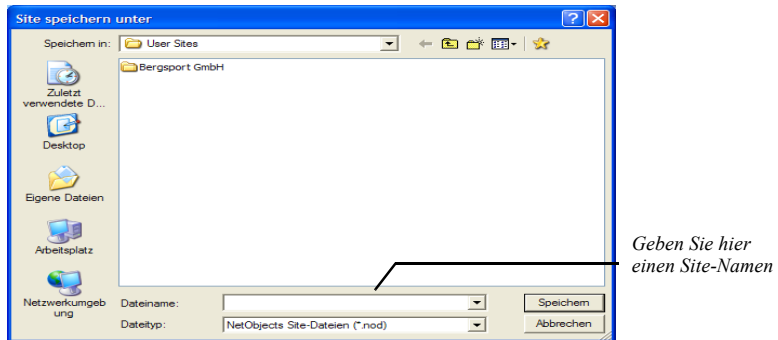 Site speichern unter
Speichern in:
User Sites
Bergsport GmbH
Zuletzt
verwendete D...
Desktop
Eigene Dateien
Arbeitsplatz
Netzwerkumgeb
ung
Dateiname:
Speichern
Dateityp:
NetObjects Site-Dateien (*.nod)
Abbrechen
Geben Sie hier
einen Site-Namen